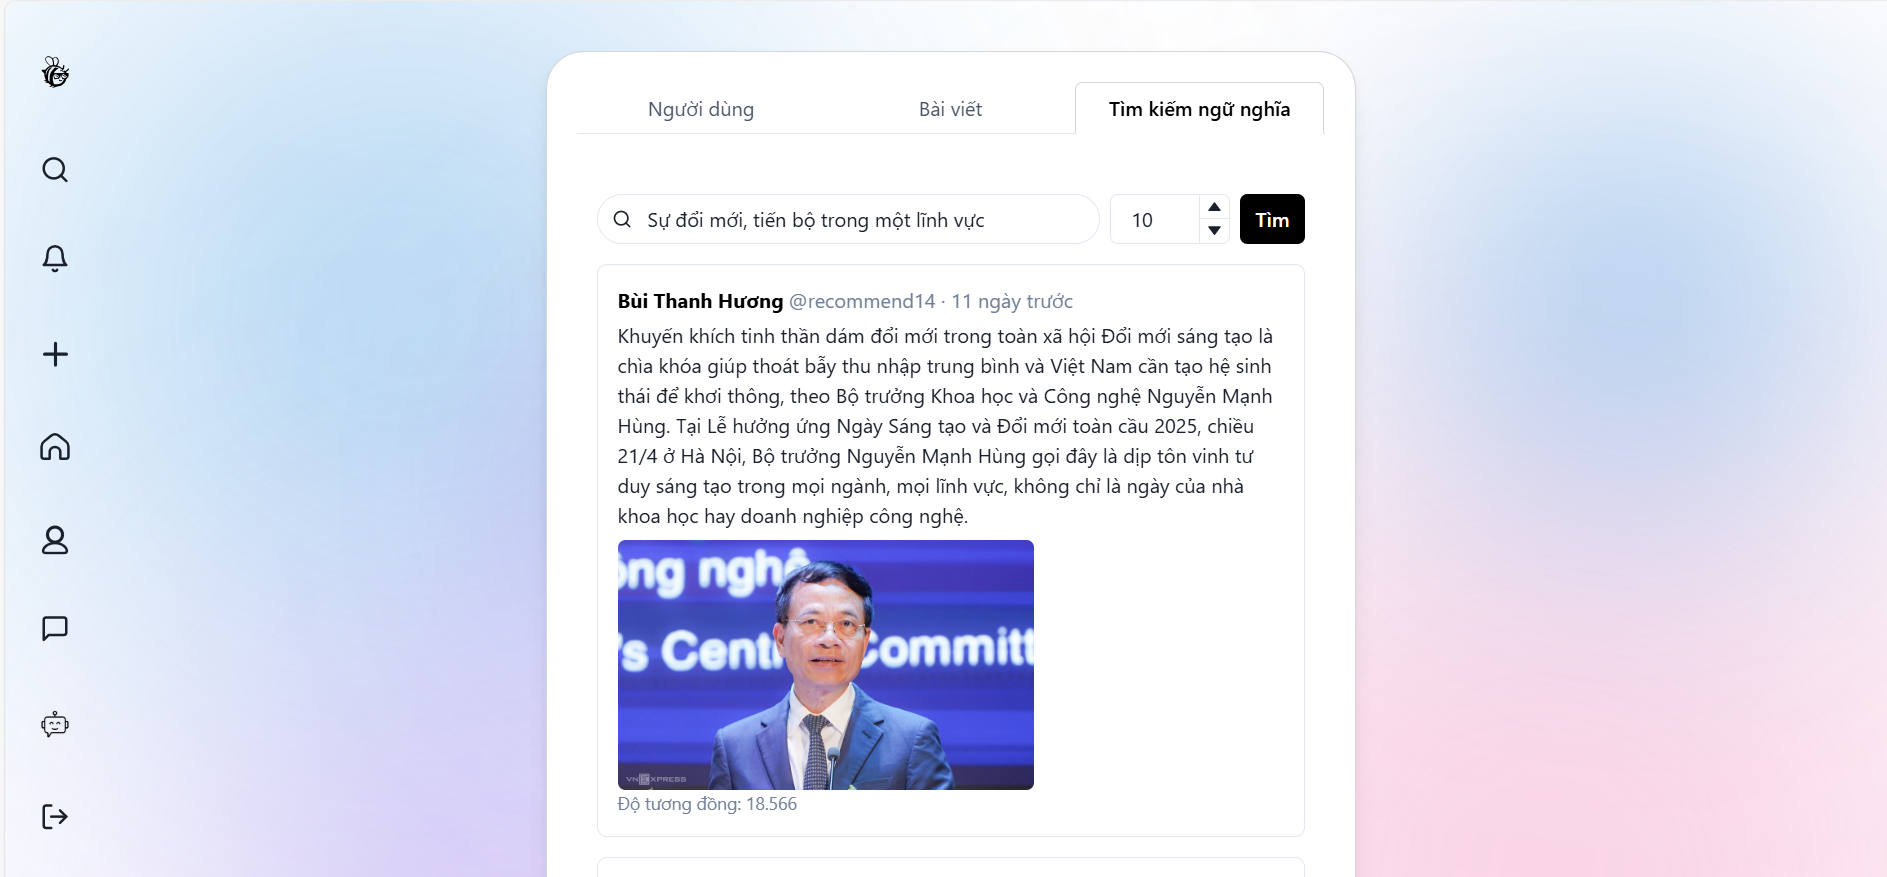 Người dùng
Bài viết
Tìm kiếm ngữ nghĩa
Sự đổi mới, tiến bộ trong một lĩnh vực
10
Tìm
Bùi Thanh Hương @recommend14 · 11 ngày trước
Khuyến khích tinh thần dám đổi mới trong toàn xã hội Đổi mới sáng tạo là
chìa khóa giúp thoát bẫy thu nhập trung bình và Việt Nam cần tạo hệ sinh
thái để khơi thông, theo Bộ trưởng Khoa học và Công nghệ Nguyễn Mạnh
Hùng. Tại Lễ hưởng ứng Ngày Sáng tạo và Đổi mới toàn cầu 2025, chiều
21/4 ở Hà Nội, Bộ trưởng Nguyễn Mạnh Hùng gọi đây là dịp tôn vinh tư
duy sáng tạo trong mọi ngành, mọi lĩnh vực, không chỉ là ngày của nhà
khoa học hay doanh nghiệp công nghệ.
ông nghệ
's Cent Committ
VNEXPRESS
Độ tương đồng: 18.566